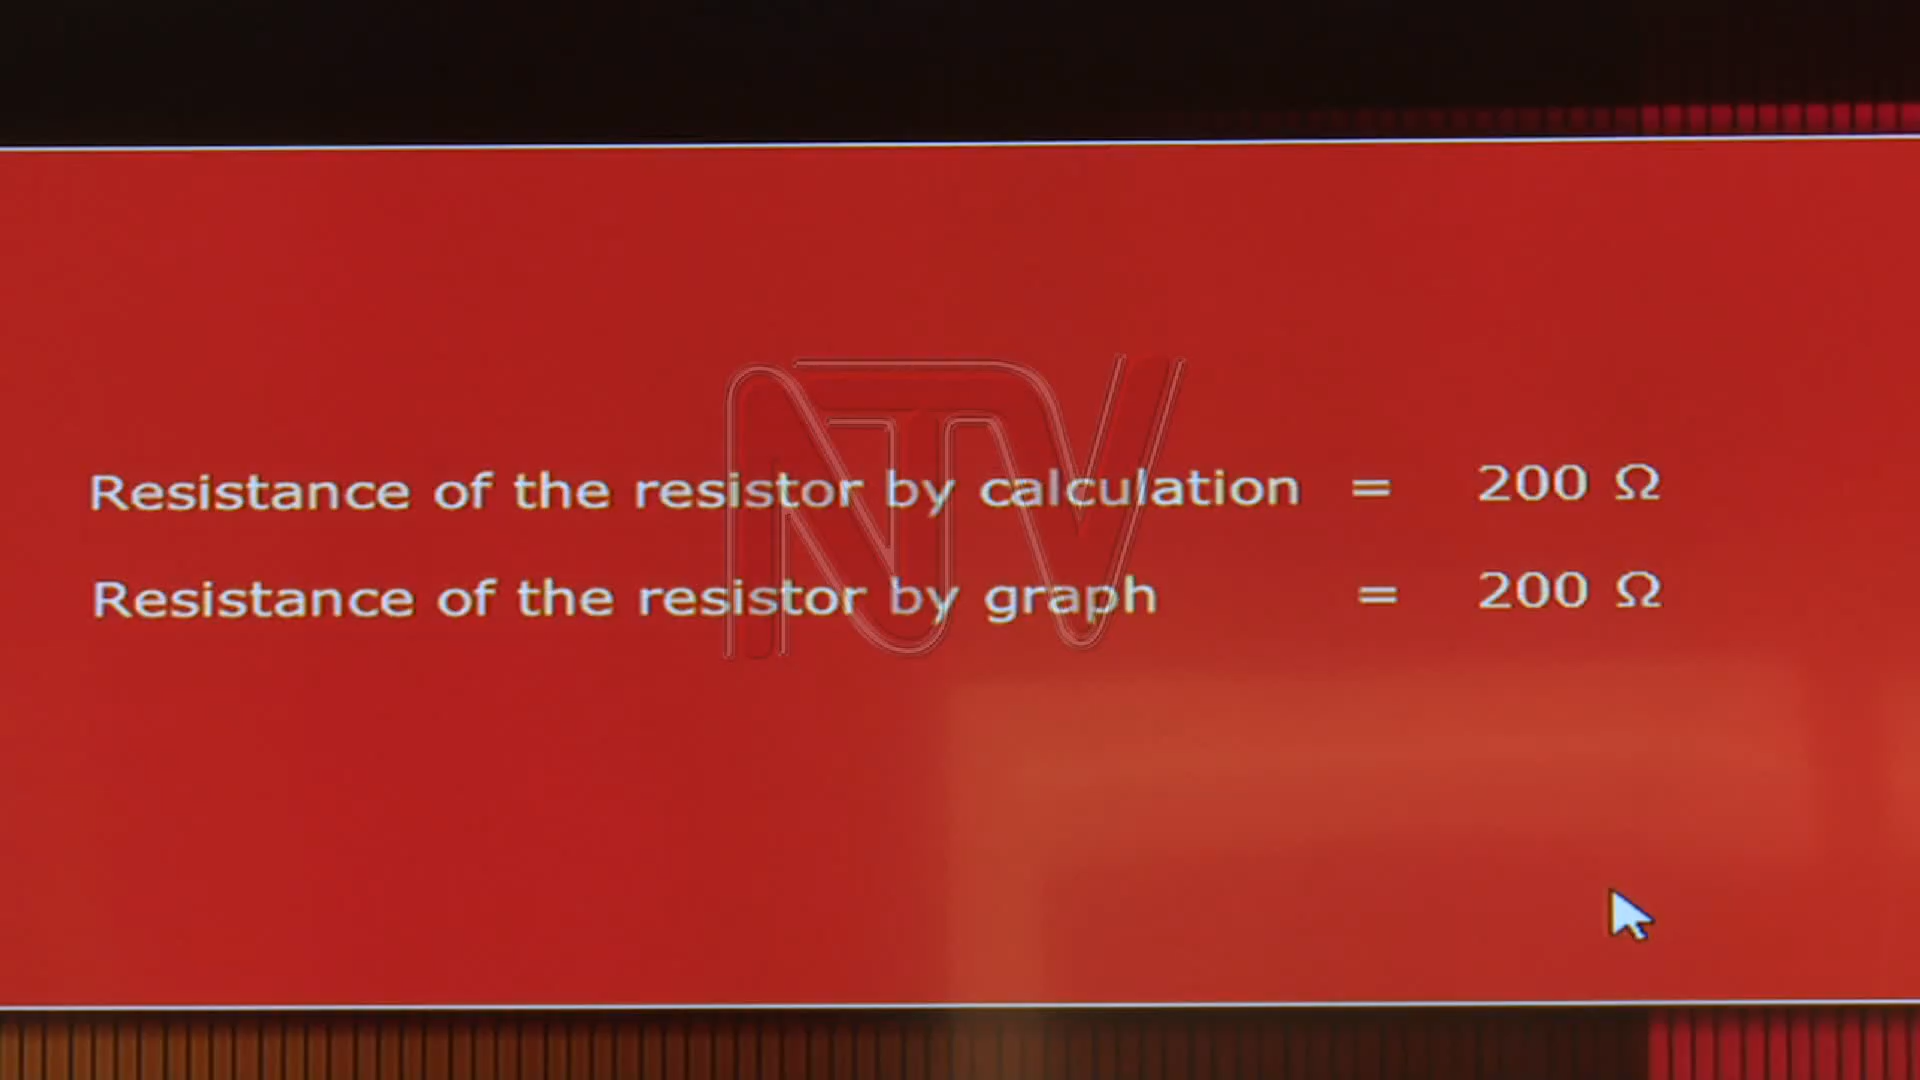 NTV
Resistance of the resistor by calculation = 200 Ω
Resistance of the resistor by graph = 200 Ω